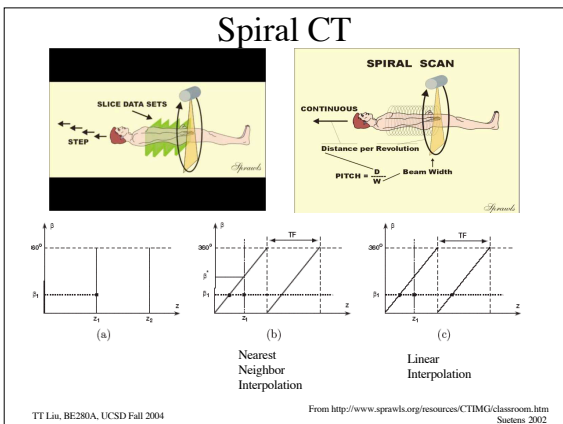 Spiral CT
SLICE DATA SETS
STEP
Sprawls
SPIRAL SCAN
CONTINUOUS
Distance per Revolution
PITCH = D
W
Beam Width
Sprawls
β
60°
β1
z1
z2
z
(a)
β
360°
TF
β*
β1
z1
z
(b)
β
360°
TF
β1
z1
z
(c)
Nearest
Neighbor
Interpolation
Linear
Interpolation
TT Liu, BE280A, UCSD Fall 2004
From http://www.sprawls.org/resources/CTIMG/classroom.htm
Suetens 2002